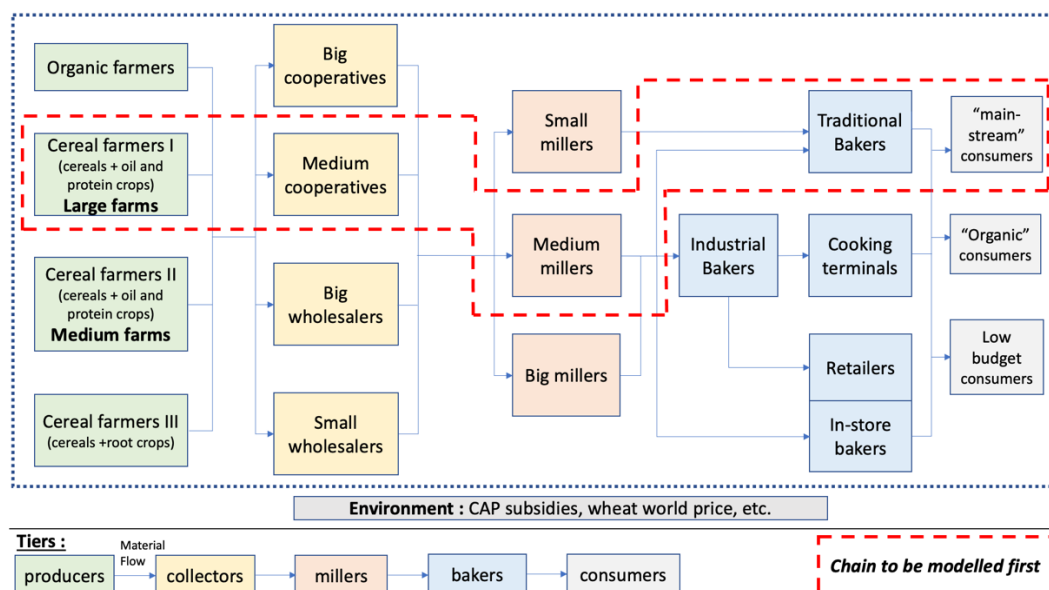 Organic farmers
Cereal farmers I
(cereals + oil and
protein crops)
Large farms
Cereal farmers II
(cereals + oil and
protein crops)
Medium farms
Cereal farmers III
(cereals +root crops)
Big
cooperatives
Medium
cooperatives
Big
wholesalers
Small
wholesalers
Small
millers
Medium
millers
Big millers
Industrial
Bakers
Traditional
Bakers
Cooking
terminals
Retailers
In-store
bakers
“main-
stream”
consumers
“Organic”
consumers
Low
budget
consumers
Environment : CAP subsidies, wheat world price, etc.
Tiers :
Material
Flow
producers
collectors
millers
bakers
consumers
Chain to be modelled first